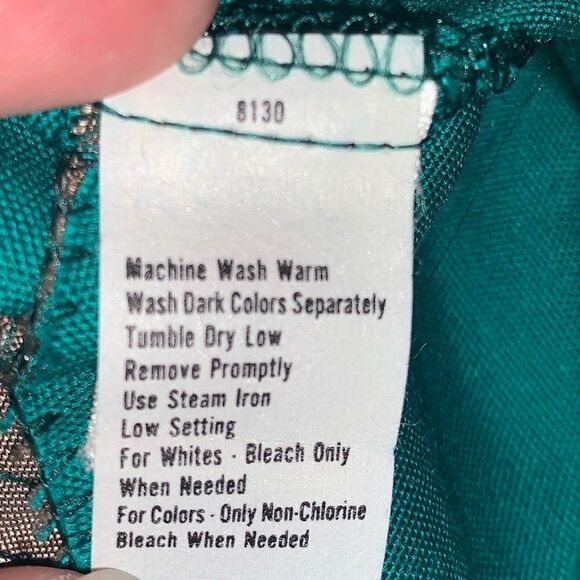 8130
Machine Wash Warm
Wash Dark Colors Separately
Tumble Dry Low
Remove Promptly
Use Steam Iron
Low Setting
For Whites - Bleach Only
When Needed
For Colors - Only Non-Chlorine
Bleach When Needed